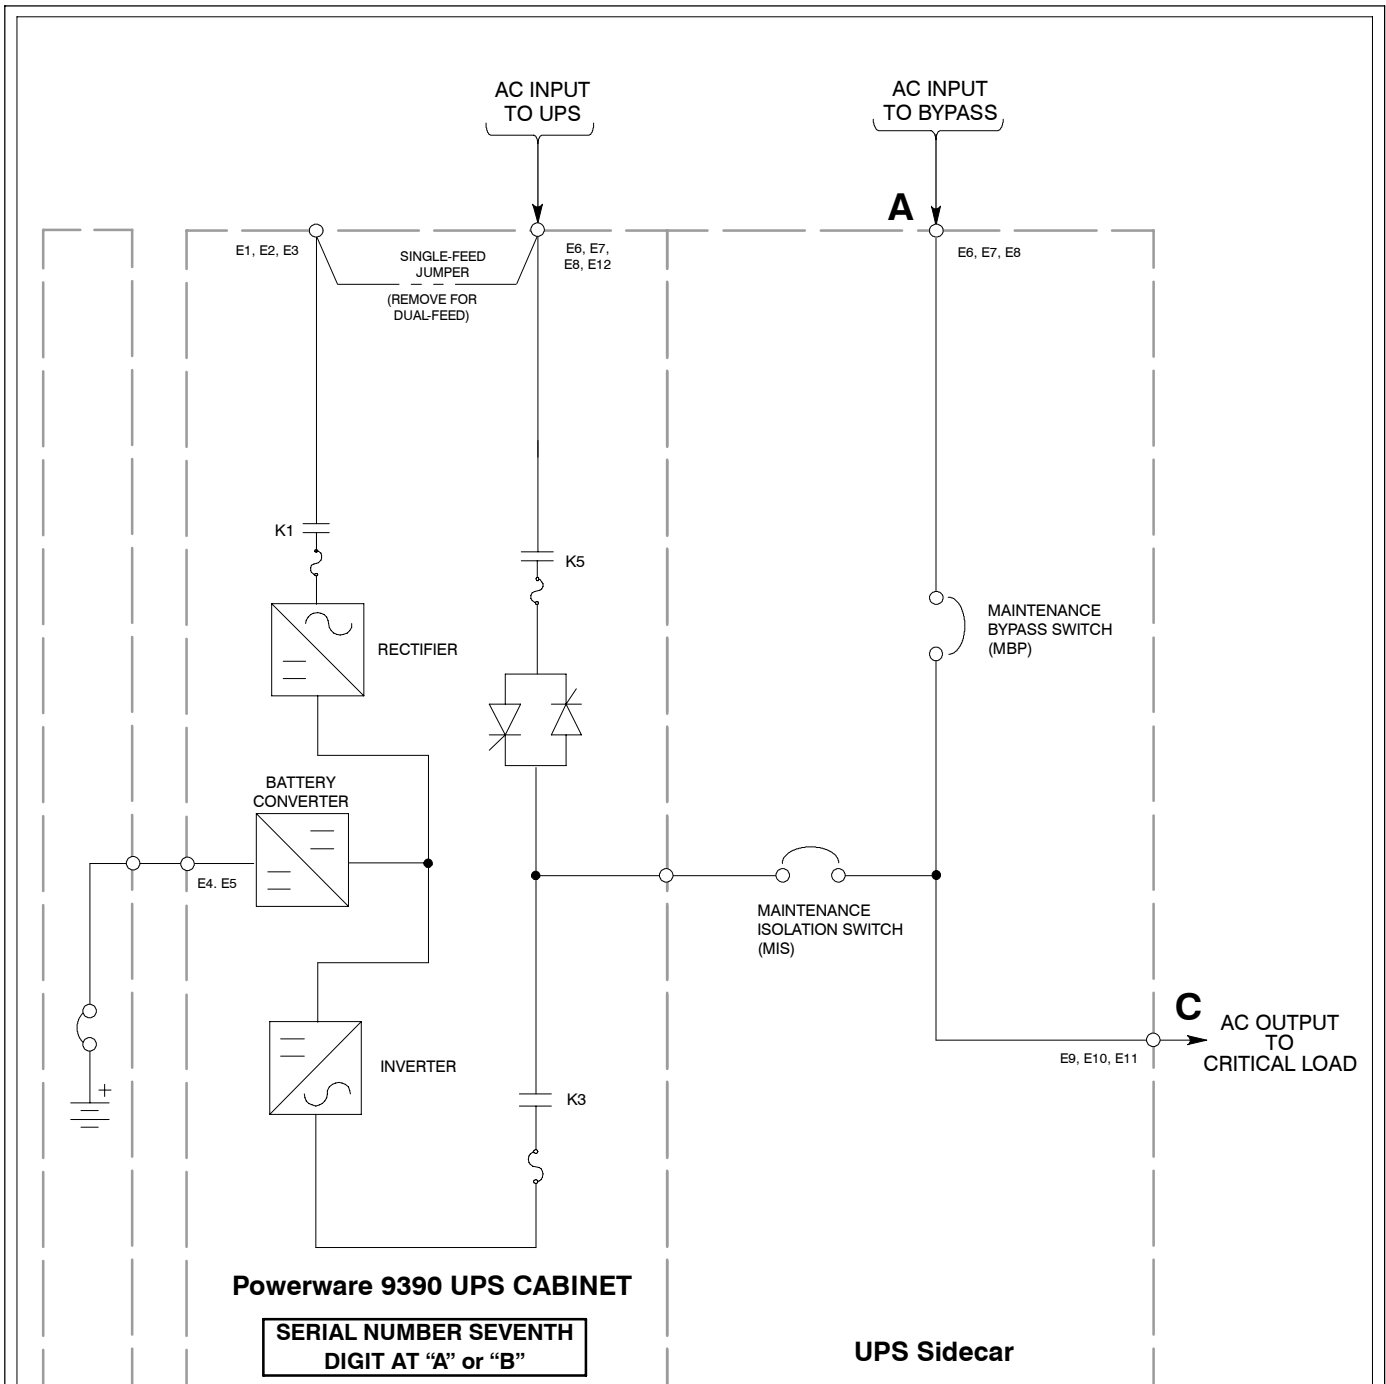 AC INPUT
TO UPS
AC INPUT
TO BYPASS
A
E1, E2, E3
SINGLE-FEED
JUMPER
(REMOVE FOR
DUAL-FEED)
E6, E7,
E8, E12
E6, E7, E8
K1
K5
MAINTENANCE
BYPASS SWITCH
(MBP)
RECTIFIER
BATTERY
CONVERTER
E4. E5
MAINTENANCE
ISOLATION SWITCH
(MIS)
C
AC OUTPUT
TO
CRITICAL LOAD
E9, E10, E11
INVERTER
+
K3
Powerware 9390 UPS CABINET
SERIAL NUMBER SEVENTH
DIGIT AT “A” or “B”
UPS Sidecar